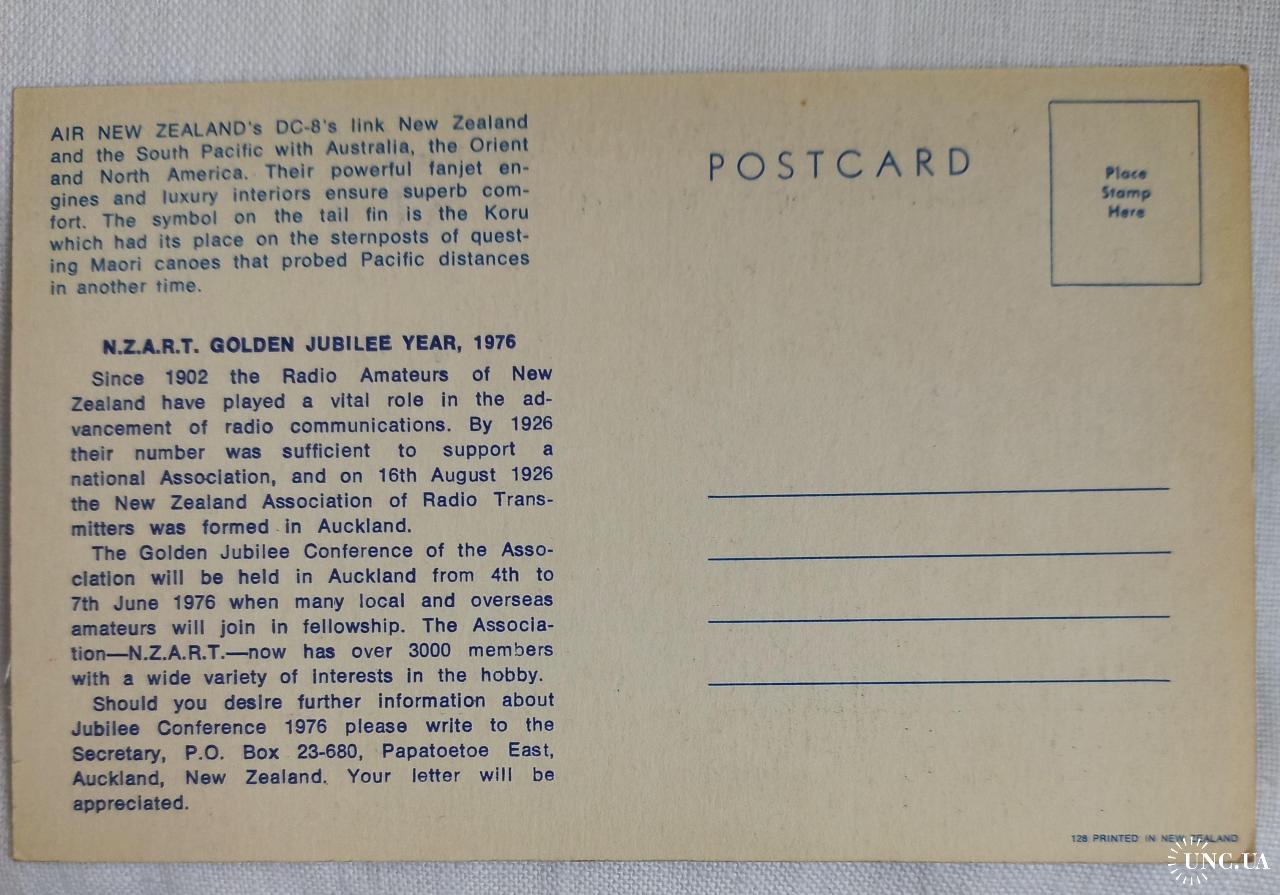 AIR NEW ZEALAND's DC-8's link New Zealand
and the South Pacific with Australia, the Orient
and North America. Their powerful fanjet en-
gines and luxury interiors ensure superb com-
fort. The symbol on the tail fin is the Koru
which had its place on the sternposts of quest-
ing Maori canoes that probed Pacific distances
in another time.
N.Z.A.R.T. GOLDEN JUBILEE YEAR, 1976
Since 1902 the Radio Amateurs of New
Zealand have played a vital role in the ad-
vancement of radio communications. By 1926
their number was sufficient to support a
national Association, and on 16th August 1926
the New Zealand Association of Radio Trans-
mitters was formed in Auckland.
The Golden Jubilee Conference of the Asso-
ciation will be held in Auckland from 4th to
7th June 1976 when many local and overseas
amateurs will join in fellowship. The Associa-
tion—N.Z.A.R.T.—now has over 3000 members
with a wide variety of interests in the hobby.
Should you desire further information about
Jubilee Conference 1976 please write to the
Secretary, P.O. Box 23-680, Papatoetoe East,
Auckland, New Zealand. Your letter will be
appreciated.
POSTCARD
Place
Stamp
Here
128 PRINTED IN NEW ZEALAND
UNC.UA